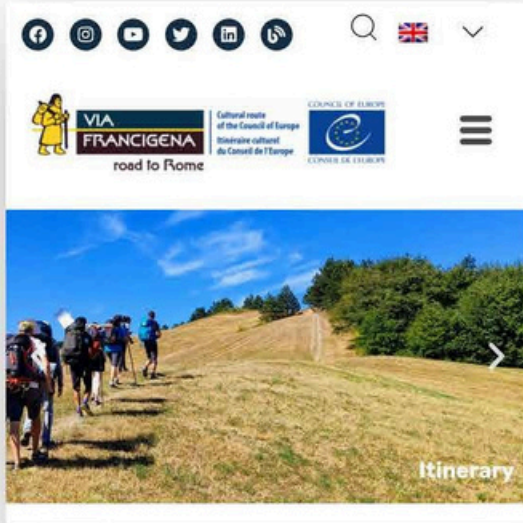 VIA
FRANCIGENA
road to Rome
Cultural route
of the Council of Europe
Itinéraire culturel
du Conseil de l'Europe
COUNCIL OF EUROPE
CONSEIL DE L'EUROPE
Itinerary